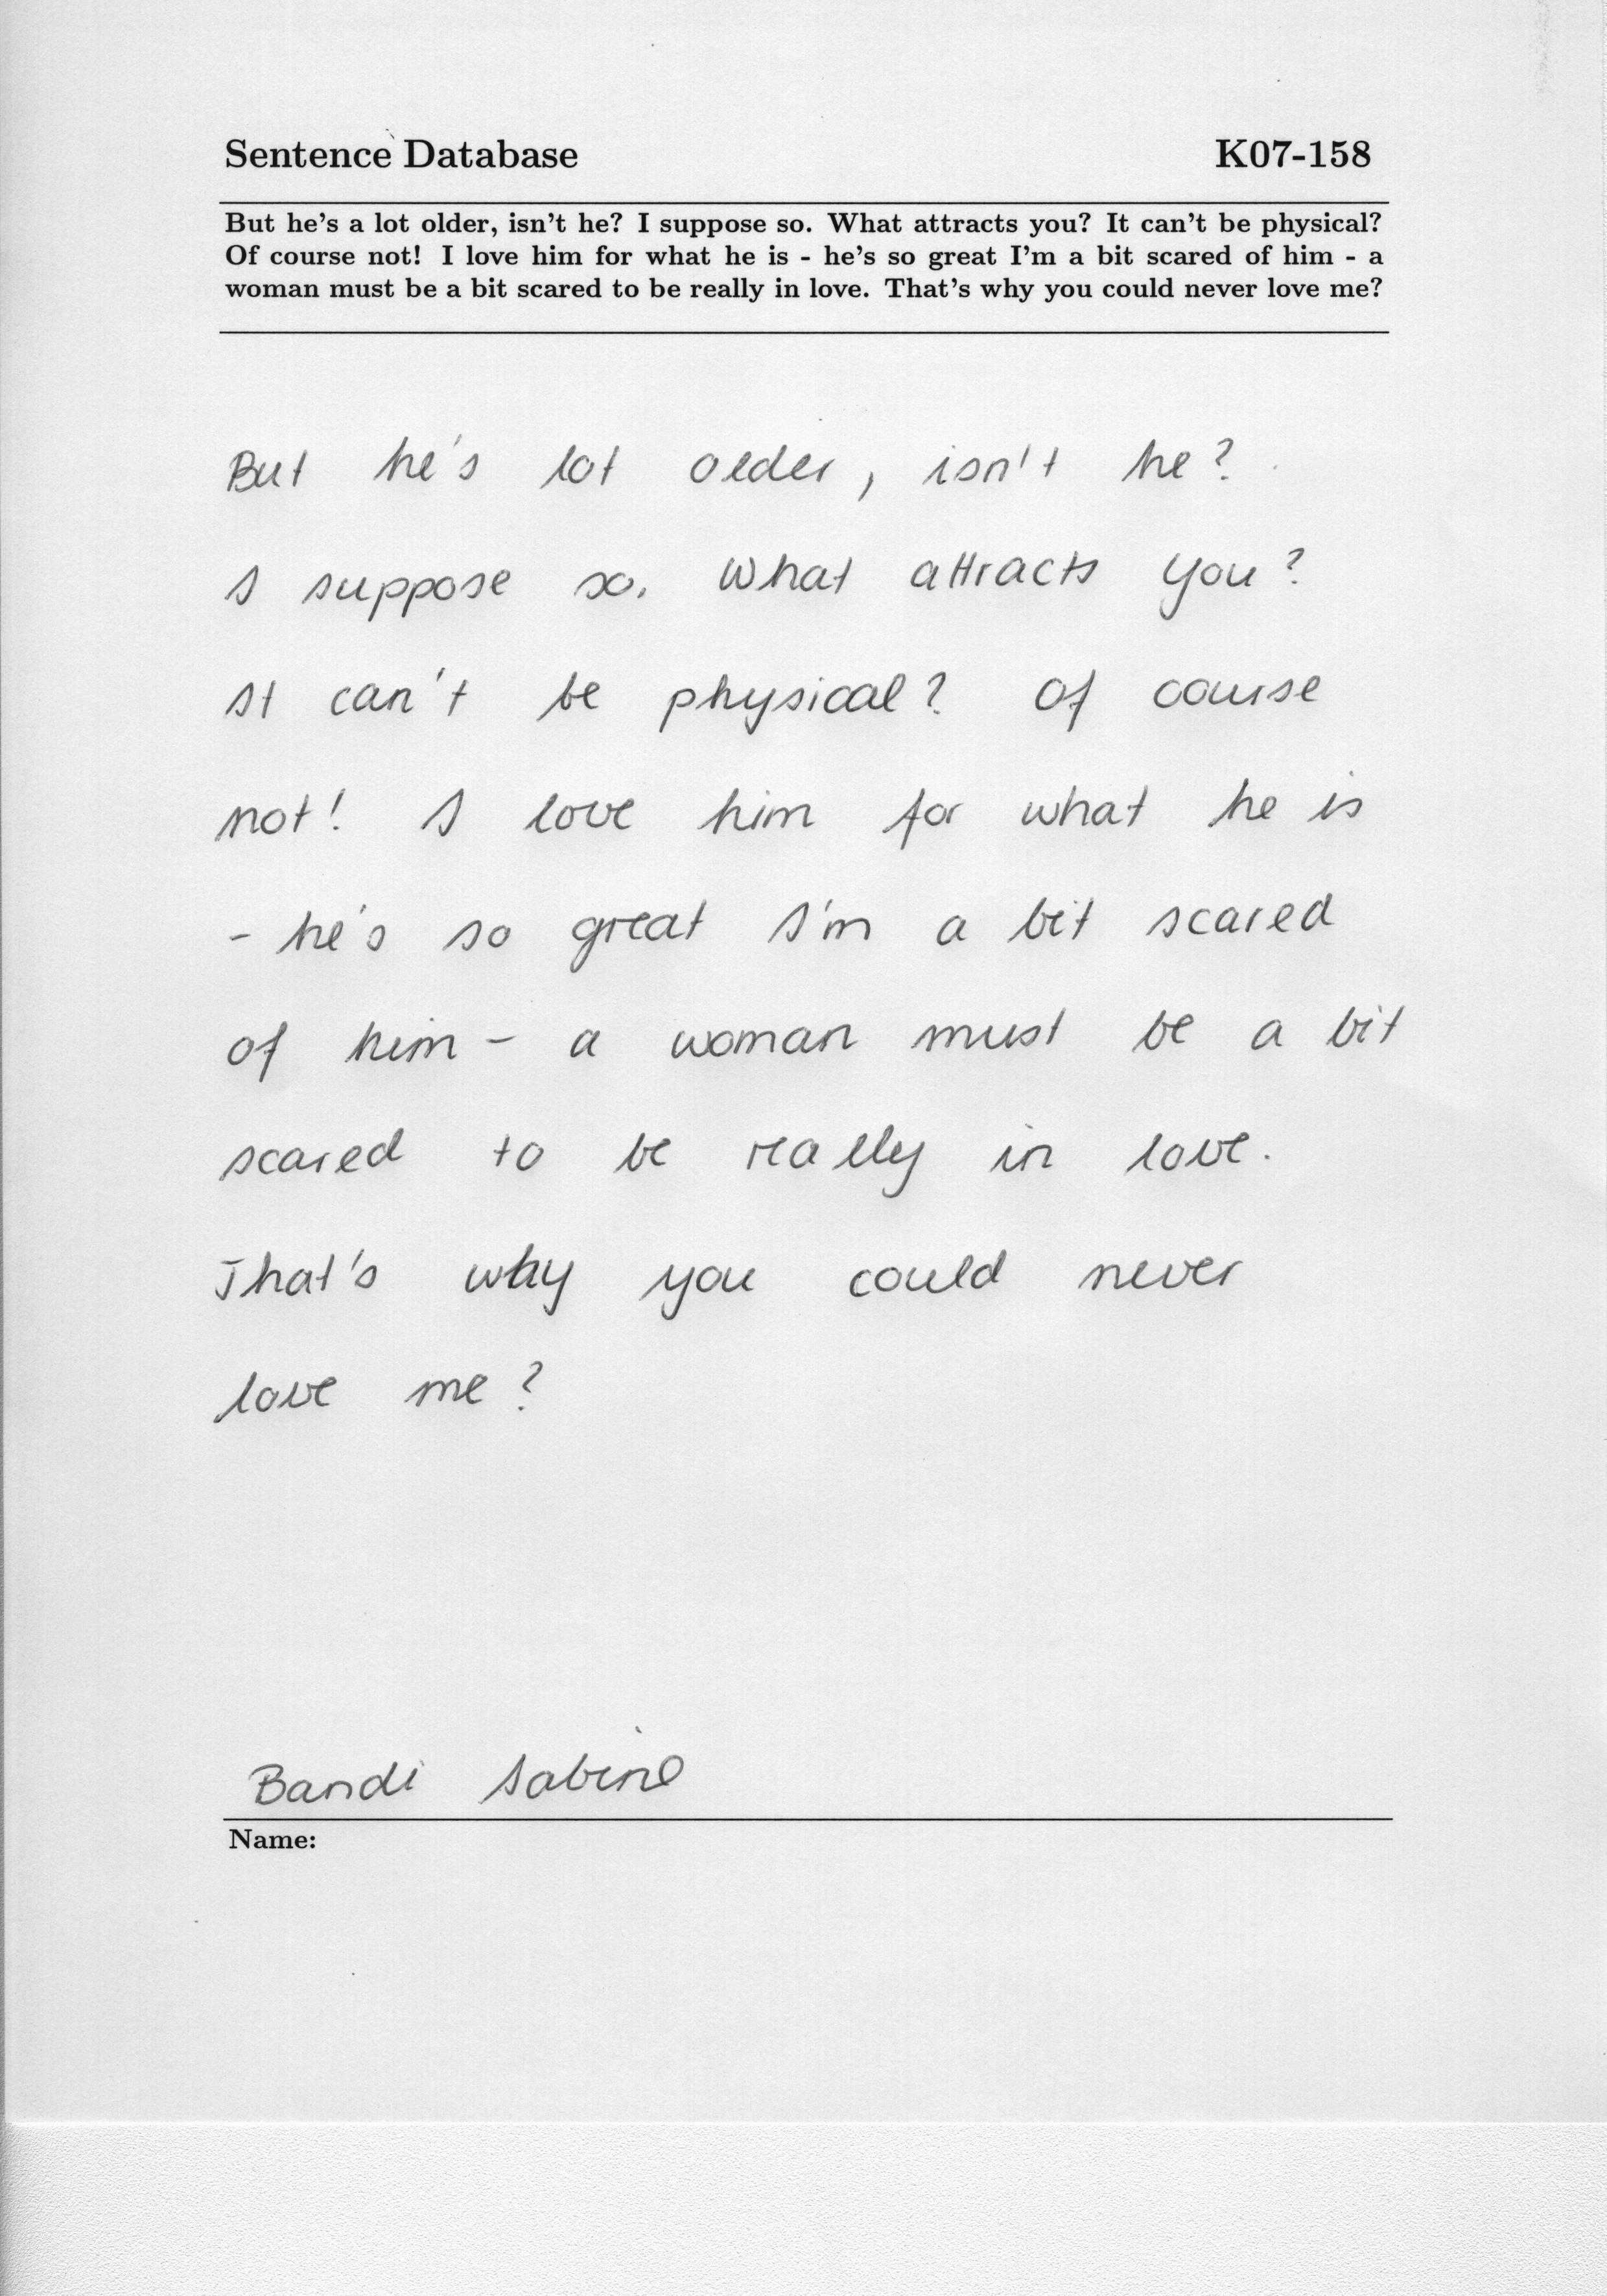 Sentence Database K07-158
But he's a lot older, isn't he? I suppose so. What attracts you? It can't be physical?
Of course not! I love him for what he is - he's so great I'm a bit scared of him - a
woman must be a bit scared to be really in love. That's why you could never love me?
But he's lot older, isn't he?
I suppose so. What attracts you?
It can't be physical? Of course
not! I love him for what he is
- he's so great I'm a bit scared
of him - a woman must be a bit
scared to be really in love.
That's why you could never
love me?
Bandi Sabine
Name: